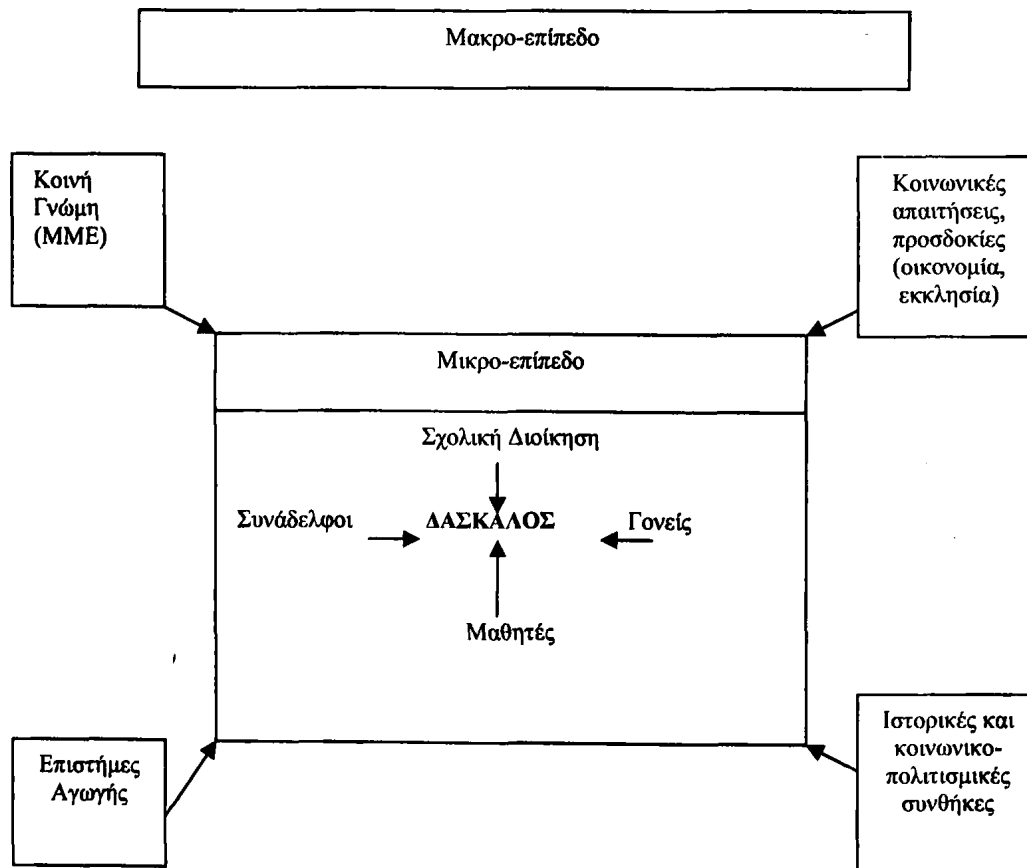 Μακρο-επίπεδο
Κοινή
Γνώμη
(ΜΜΕ)
Κοινωνικές
απαιτήσεις,
προσδοκίες
(οικονομία,
εκκλησία)
Μικρο-επίπεδο
Σχολική Διοίκηση
Συνάδελφοι
ΔΑΣΚΑΛΟΣ
Γονείς
Μαθητές
Επιστήμες
Αγωγής
Ιστορικές και
κοινωνικο-
πολιτισμικές
συνθήκες